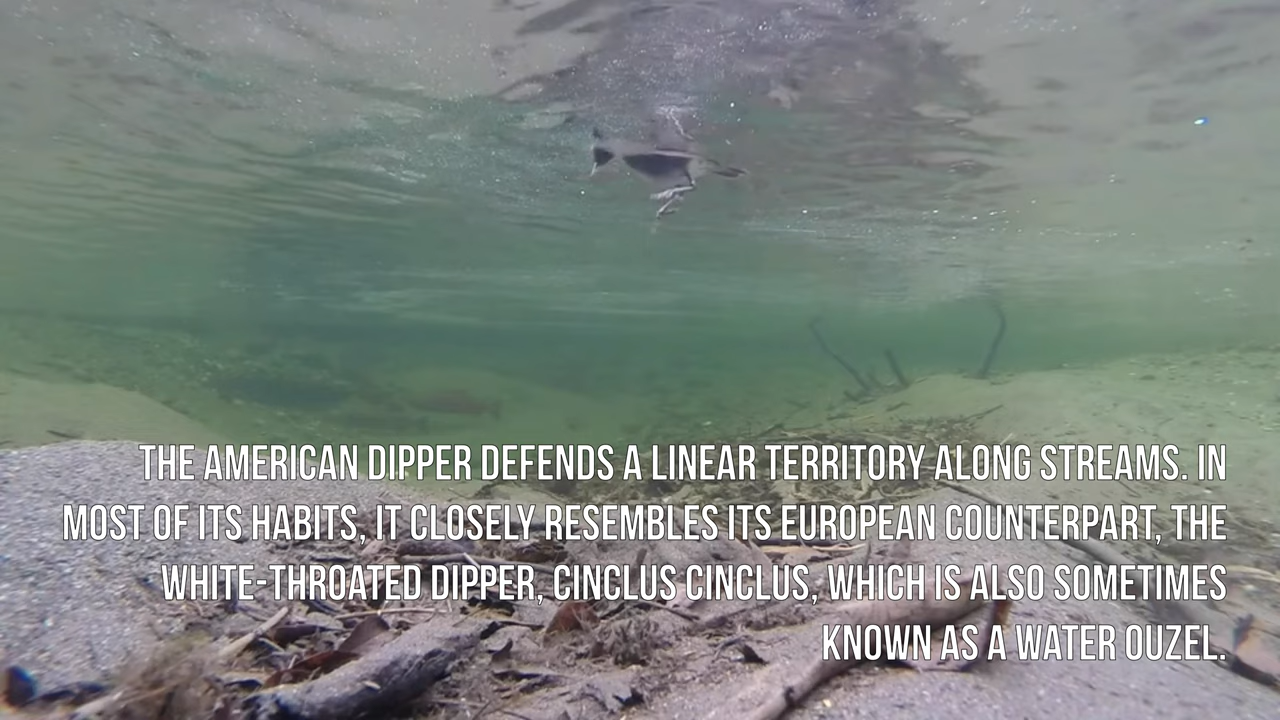 THE AMERICAN DIPPER DEFENDS A LINEAR TERRITORY ALONG STREAMS. IN
MOST OF ITS HABITS, IT CLOSELY RESEMBLES ITS EUROPEAN COUNTERPART, THE
WHITE-THROATED DIPPER, CINCLUS CINCLUS, WHICH IS ALSO SOMETIMES
KNOWN AS A WATER OUZEL.